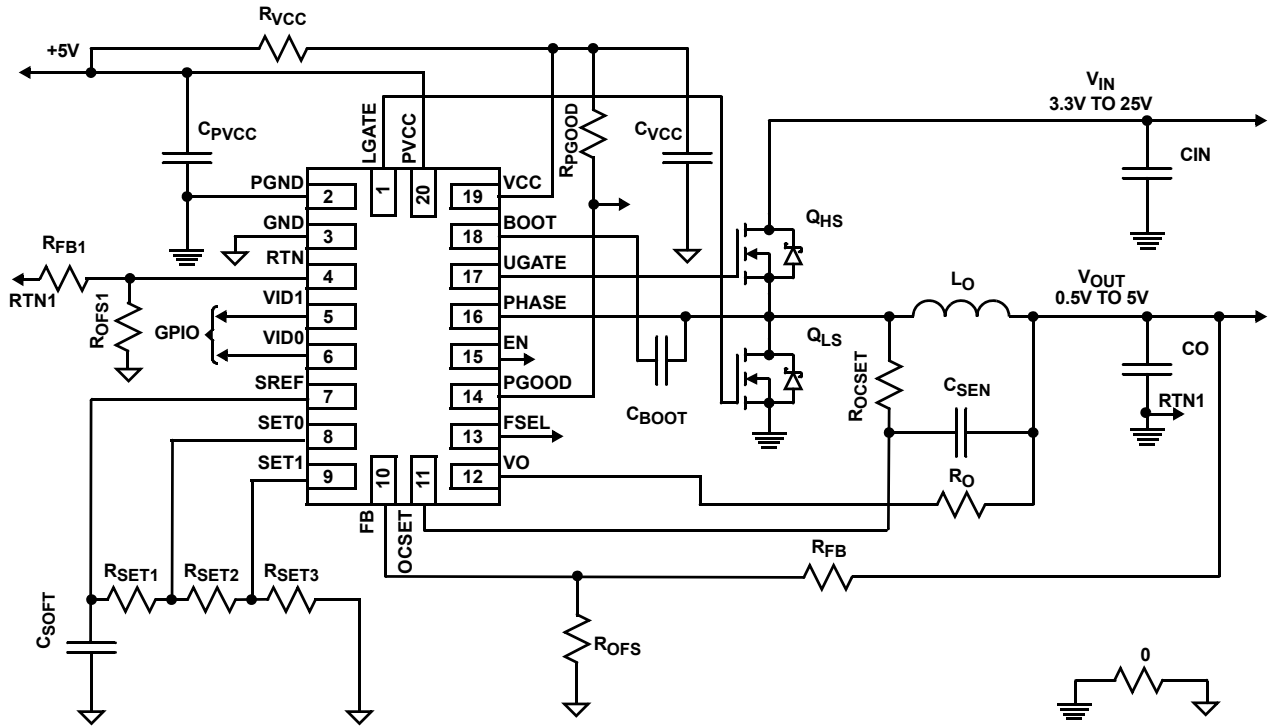 RVCC
+5V
VIN
3.3V TO 25V
CPVCC
LGATE
PVCC
RPGOOD
CVCC
CIN
PGND
2
1
20
19
VCC
GND
3
18
BOOT
QHS
RFB1
RTN
4
17
UGATE
RTN1
ROFS1
VID1
5
16
PHASE
LO
VOUT
0.5V TO 5V
GPIO
VID0
6
15
EN
QLS
CO
SREF
7
14
PGOOD
CBOOT
ROCSET
CSEN
RTN1
SET0
8
13
FSEL
SET1
9
10
11
12
VO
RO
FB
OCSET
RFB
RSET1
RSET2
RSET3
CSOFT
ROFS
0